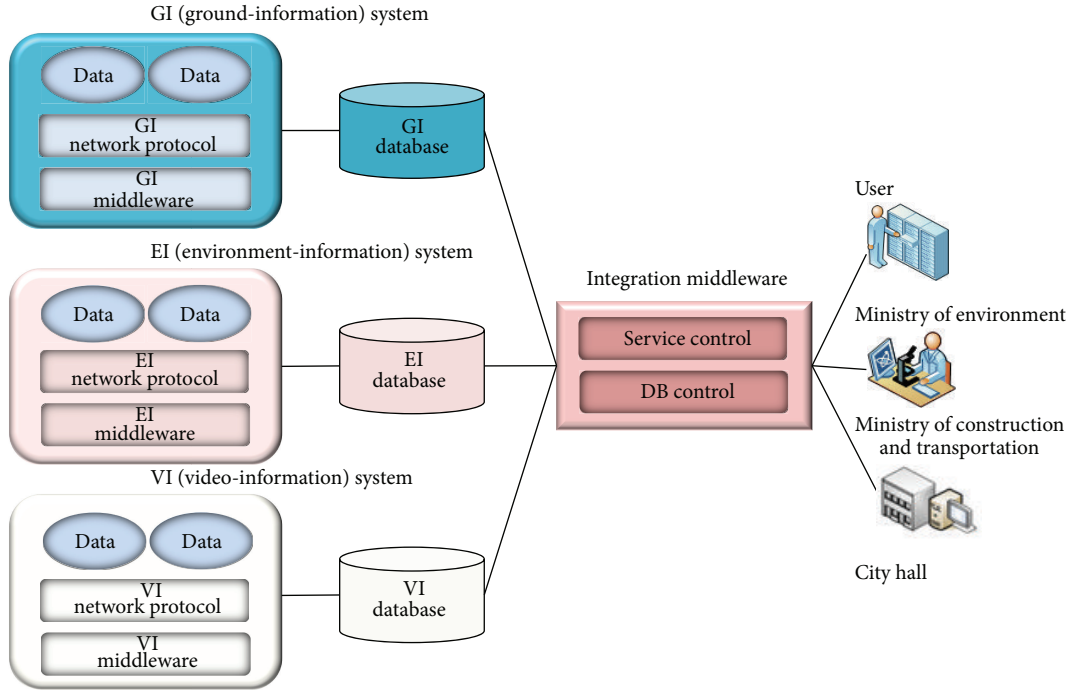 GI (ground-information) system
Data
Data
GI
network protocol
GI
middleware
GI
database
EI (environment-information) system
Data
Data
EI
network protocol
EI
middleware
EI
database
VI (video-information) system
Data
Data
VI
network protocol
VI
middleware
VI
database
Integration middleware
Service control
DB control
User
Ministry of environment
Ministry of construction
and transportation
City hall